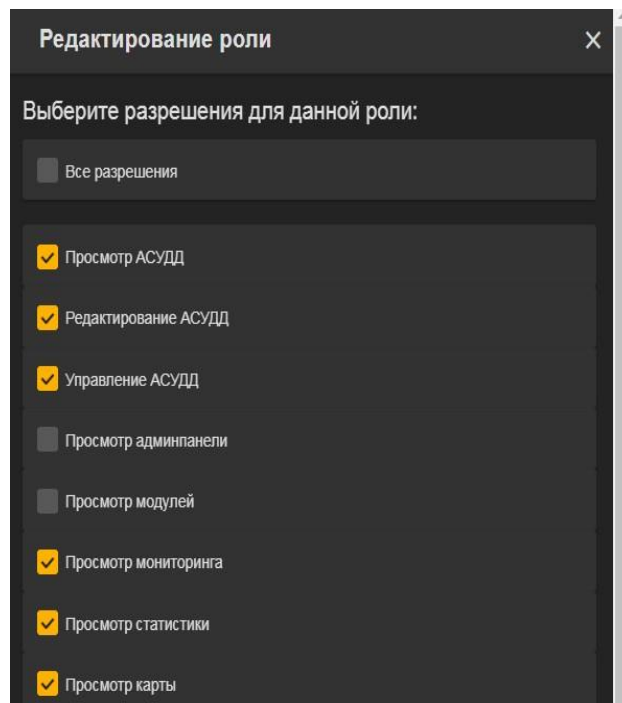 Редактирование роли
Выберите разрешения для данной роли:
Все разрешения
Просмотр АСУДД
Редактирование АСУДД
Управление АСУДД
Просмотр админпанели
Просмотр модулей
Просмотр мониторинга
Просмотр статистики
Просмотр карты